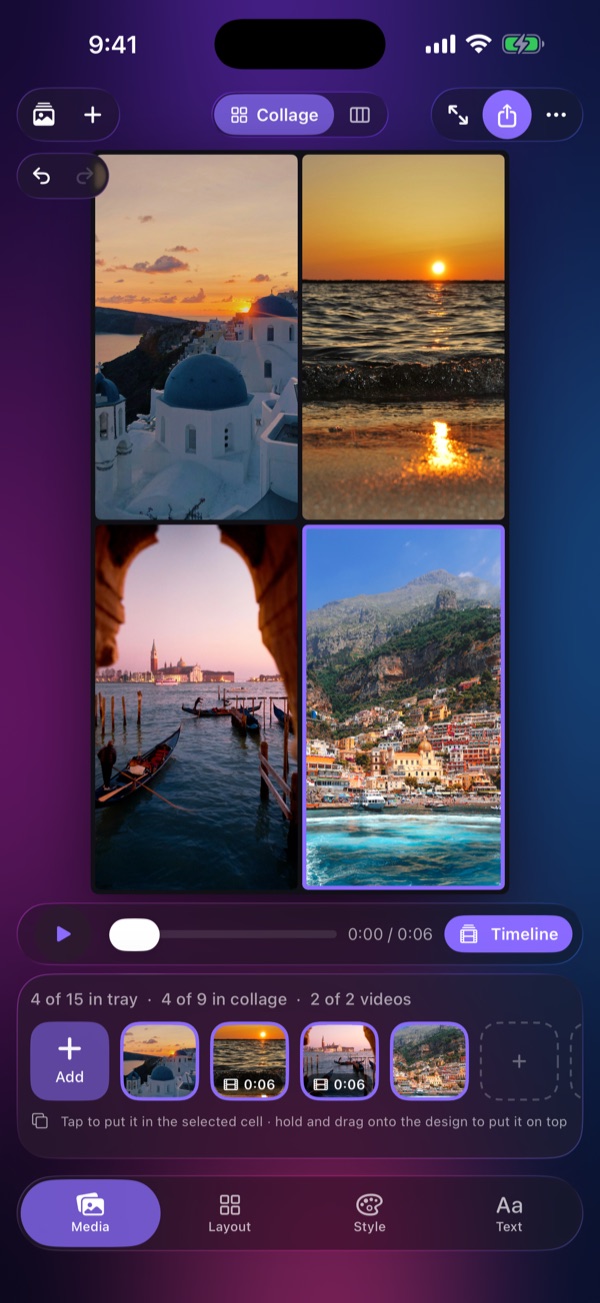 9:41
Collage
0:00 / 0:06
Timeline
4 of 15 in tray · 4 of 9 in collage · 2 of 2 videos
Add
0:06
0:06
Tap to put it in the selected cell · hold and drag onto the design to put it on top
Media
Layout
Aa
Style
Text